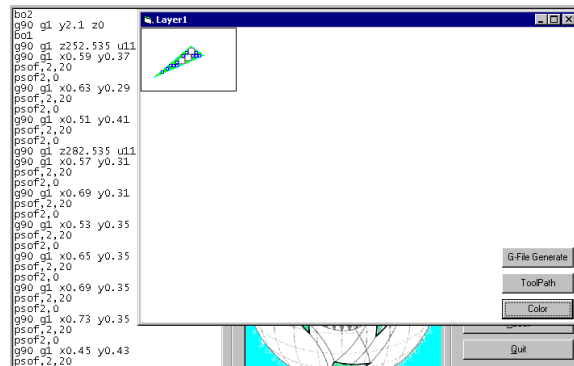 bo2
g90 g1 y2.1 z0
bo1
g90 g1 z252.535 u11
g90 g1 x0.59 y0.37
psof,2,20
psof2,0
g90 g1 x0.63 y0.29
psof,2,20
psof2,0
g90 g1 x0.51 y0.41
psof,2,20
psof2,0
g90 g1 z282.535 u11
g90 g1 x0.57 y0.31
psof,2,20
psof2,0
g90 g1 x0.69 y0.31
psof,2,20
psof2,0
g90 g1 x0.53 y0.35
psof,2,20
psof2,0
g90 g1 x0.65 y0.35
psof,2,20
psof2,0
g90 g1 x0.69 y0.35
psof,2,20
psof2,0
g90 g1 x0.73 y0.35
psof,2,20
psof2,0
g90 g1 x0.45 y0.43
psof,2,20
Layer1
G-File Generate
ToolPath
Color
Quit